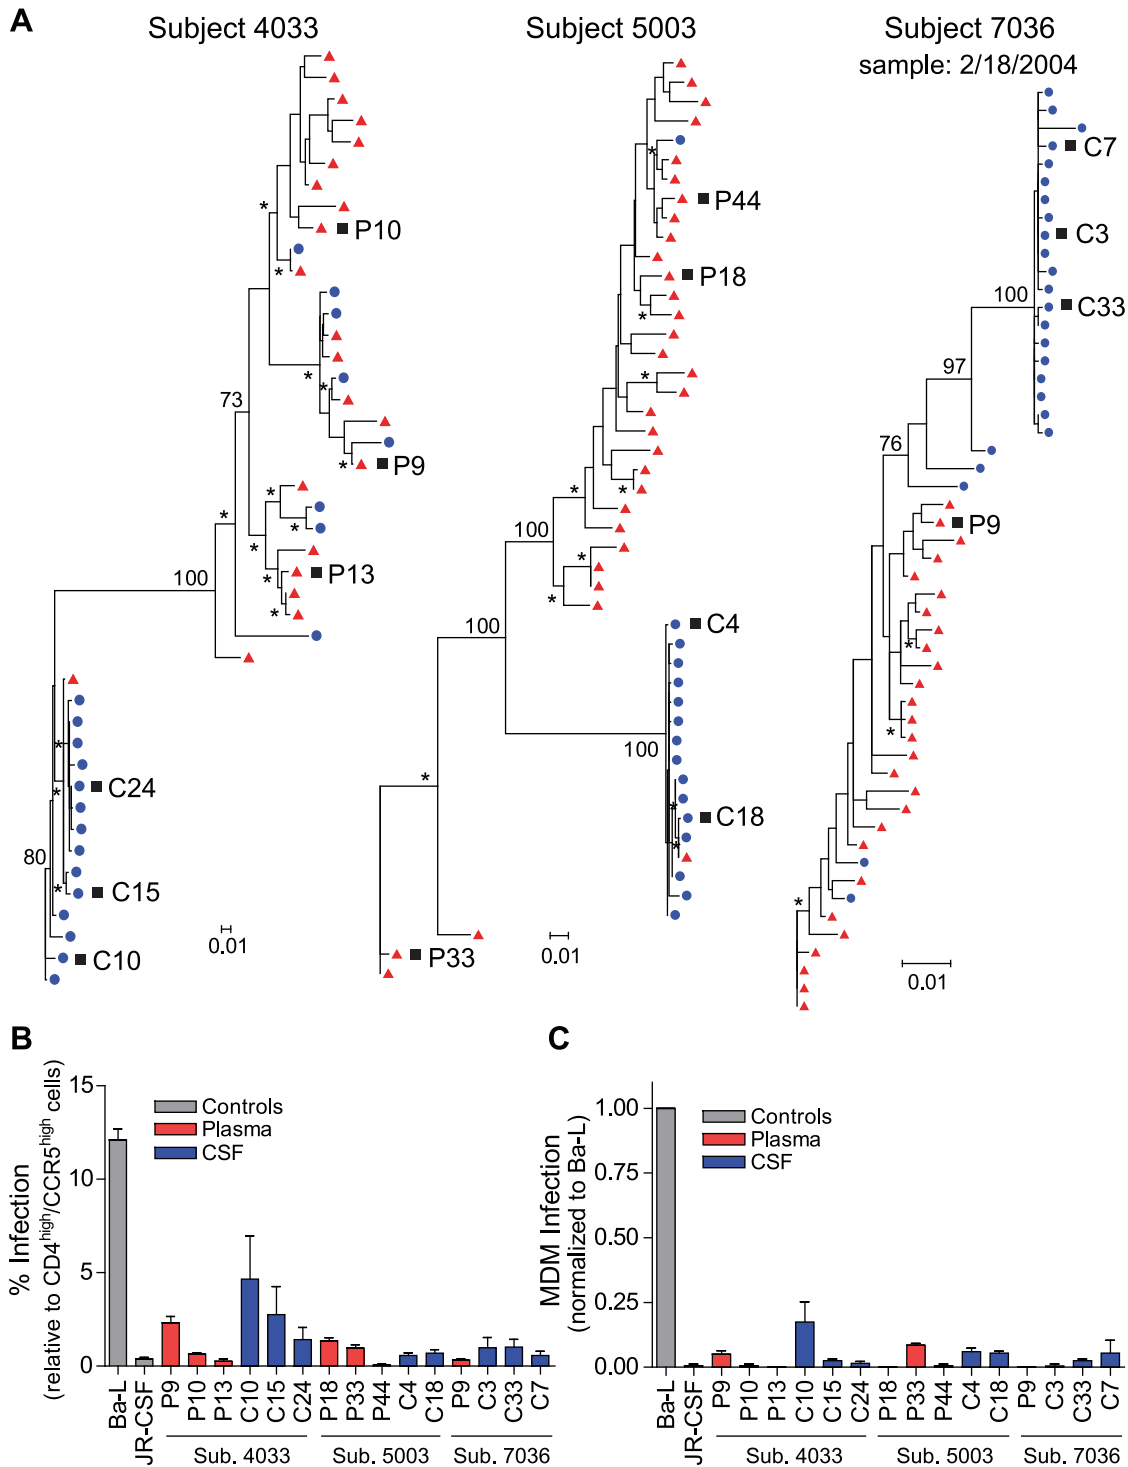 A
Subject 4033
Subject 5003
Subject 7036
sample: 2/18/2004
P10
P9
P13
C24
C15
C10
*
*
*
*
*
*
*
*
*
*
*
*
*
*
73
100
80
0.01
P44
P18
C4
C18
P33
*
*
*
*
*
*
*
*
*
*
100
100
100
0.01
C7
C3
C33
P9
100
97
76
*
*
*
0.01
B
% Infection
(relative to CD4high/CCR5high cells)
15
10
5
0
Controls
Plasma
CSF
Ba-L
JR-CSF
P9
P10
P13
C10
C15
C24
P18
P33
P44
C4
C18
P9
C3
C33
C7
Sub. 4033
Sub. 5003
Sub. 7036
C
MDM Infection
(normalized to Ba-L)
1.00
0.75
0.50
0.25
0.00
Controls
Plasma
CSF
Ba-L
JR-CSF
P9
P10
P13
C10
C15
C24
P18
P33
P44
C4
C18
P9
C3
C33
C7
Sub. 4033
Sub. 5003
Sub. 7036